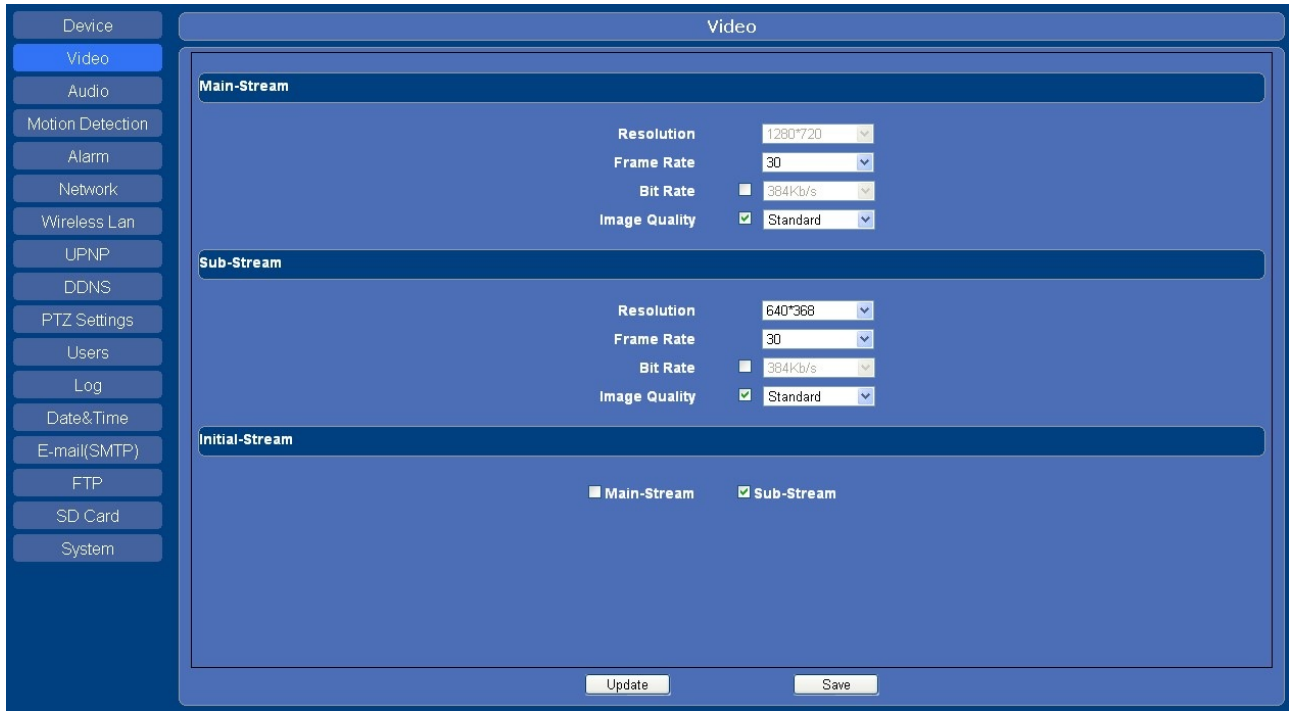 Device
Video
Audio
Motion Detection
Alarm
Network
Wireless Lan
UPNP
DDNS
PTZ Settings
Users
Log
Date&Time
E-mail(SMTP)
FTP
SD Card
System
Video
Main-Stream
Resolution 1280*720
Frame Rate 30
Bit Rate 384Kb/s
Image Quality Standard
Sub-Stream
Resolution 640*368
Frame Rate 30
Bit Rate 384Kb/s
Image Quality Standard
Initial-Stream
Main-Stream Sub-Stream
Update Save